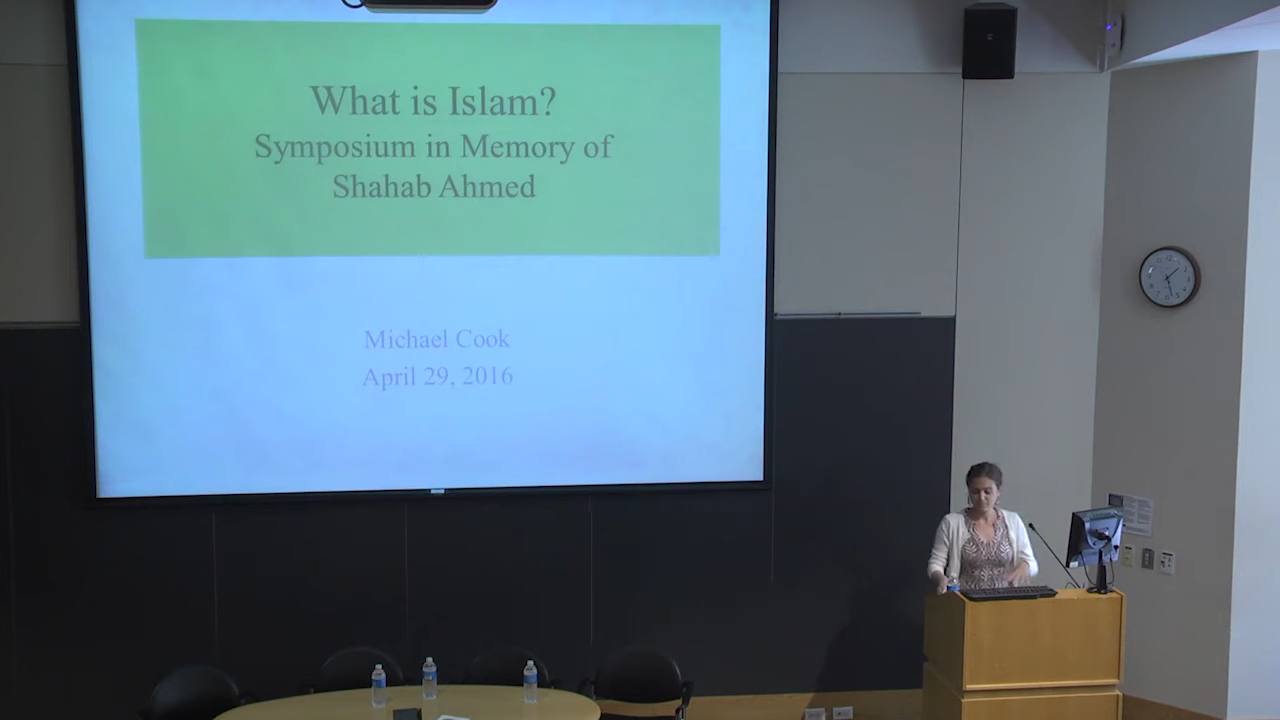 What is Islam?
Symposium in Memory of
Shahab Ahmed
Michael Cook
April 29, 2016